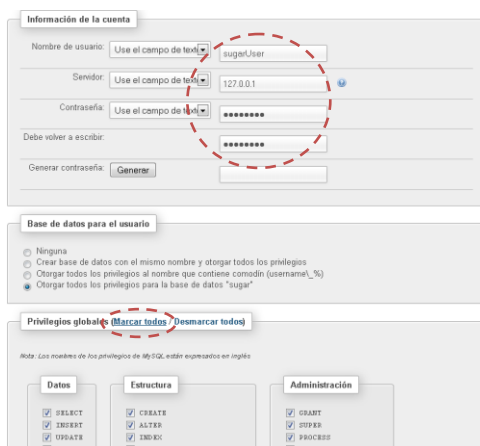 Información de la cuenta
Nombre de usuario: Use el campo de texto sugarUser
Servidor: Use el campo de texto 127.0.0.1
Contraseña: Use el campo de texto ••••••••
Debe volver a escribir: ••••••••
Generar contraseña: Generar
Base de datos para el usuario
Ninguna
Crear base de datos con el mismo nombre y otorgar todos los privilegios
Otorgar todos los privilegios al nombre que contiene comodín (username\_%)
Otorgar todos los privilegios para la base de datos "sugar"
Privilegios globales (Marcar todos / Desmarcar todos)
Nota: Los nombres de los privilegios de MySQL están expresados en inglés
Datos Estructura Administración
SELECT CREATE GRANT
INSERT ALTER SUPER
UPDATE INDEX PROCESS